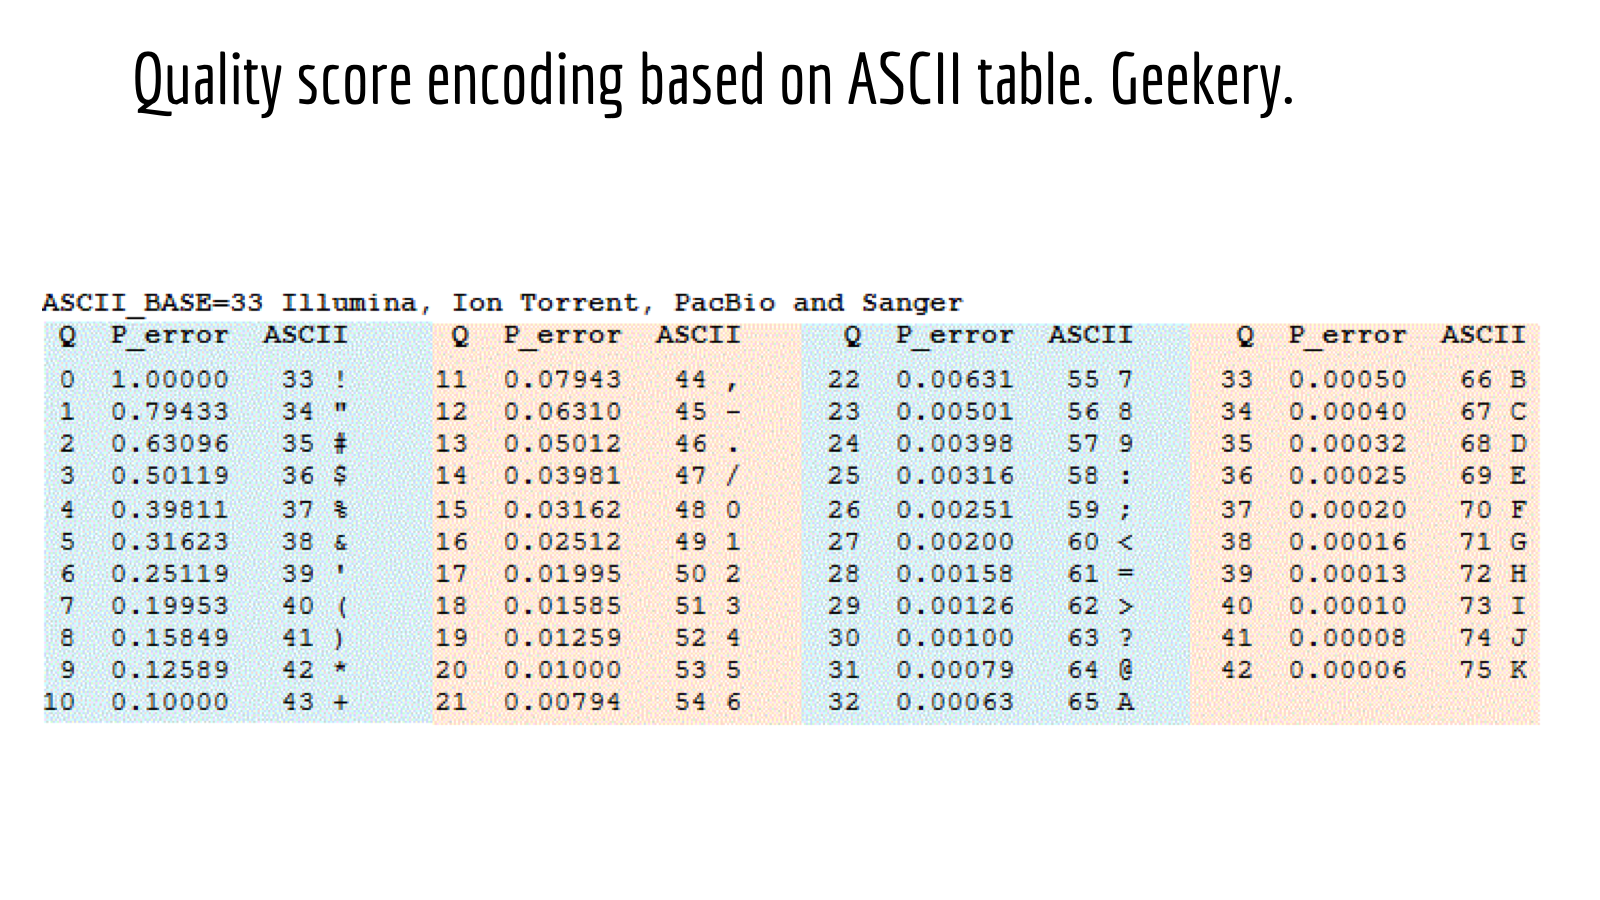 Quality score encoding based on ASCII table. Geekery.
ASCII_BASE=33 Illumina, Ion Torrent, PacBio and Sanger
Q P_error ASCII Q P_error ASCII Q P_error ASCII Q P_error ASCII
0 1.00000 33 ! 11 0.07943 44 , 22 0.00631 55 7 33 0.00050 66 B
1 0.79433 34 " 12 0.06310 45 - 23 0.00501 56 8 34 0.00040 67 C
2 0.63096 35 # 13 0.05012 46 . 24 0.00398 57 9 35 0.00032 68 D
3 0.50119 36 $ 14 0.03981 47 / 25 0.00316 58 : 36 0.00025 69 E
4 0.39811 37 % 15 0.03162 48 0 26 0.00251 59 ; 37 0.00020 70 F
5 0.31623 38 & 16 0.02512 49 1 27 0.00200 60 < 38 0.00016 71 G
6 0.25119 39 ' 17 0.01995 50 2 28 0.00158 61 = 39 0.00013 72 H
7 0.19953 40 ( 18 0.01585 51 3 29 0.00126 62 > 40 0.00010 73 I
8 0.15849 41 ) 19 0.01259 52 4 30 0.00100 63 ? 41 0.00008 74 J
9 0.12589 42 * 20 0.01000 53 5 31 0.00079 64 @ 42 0.00006 75 K
10 0.10000 43 + 21 0.00794 54 6 32 0.00063 65 A